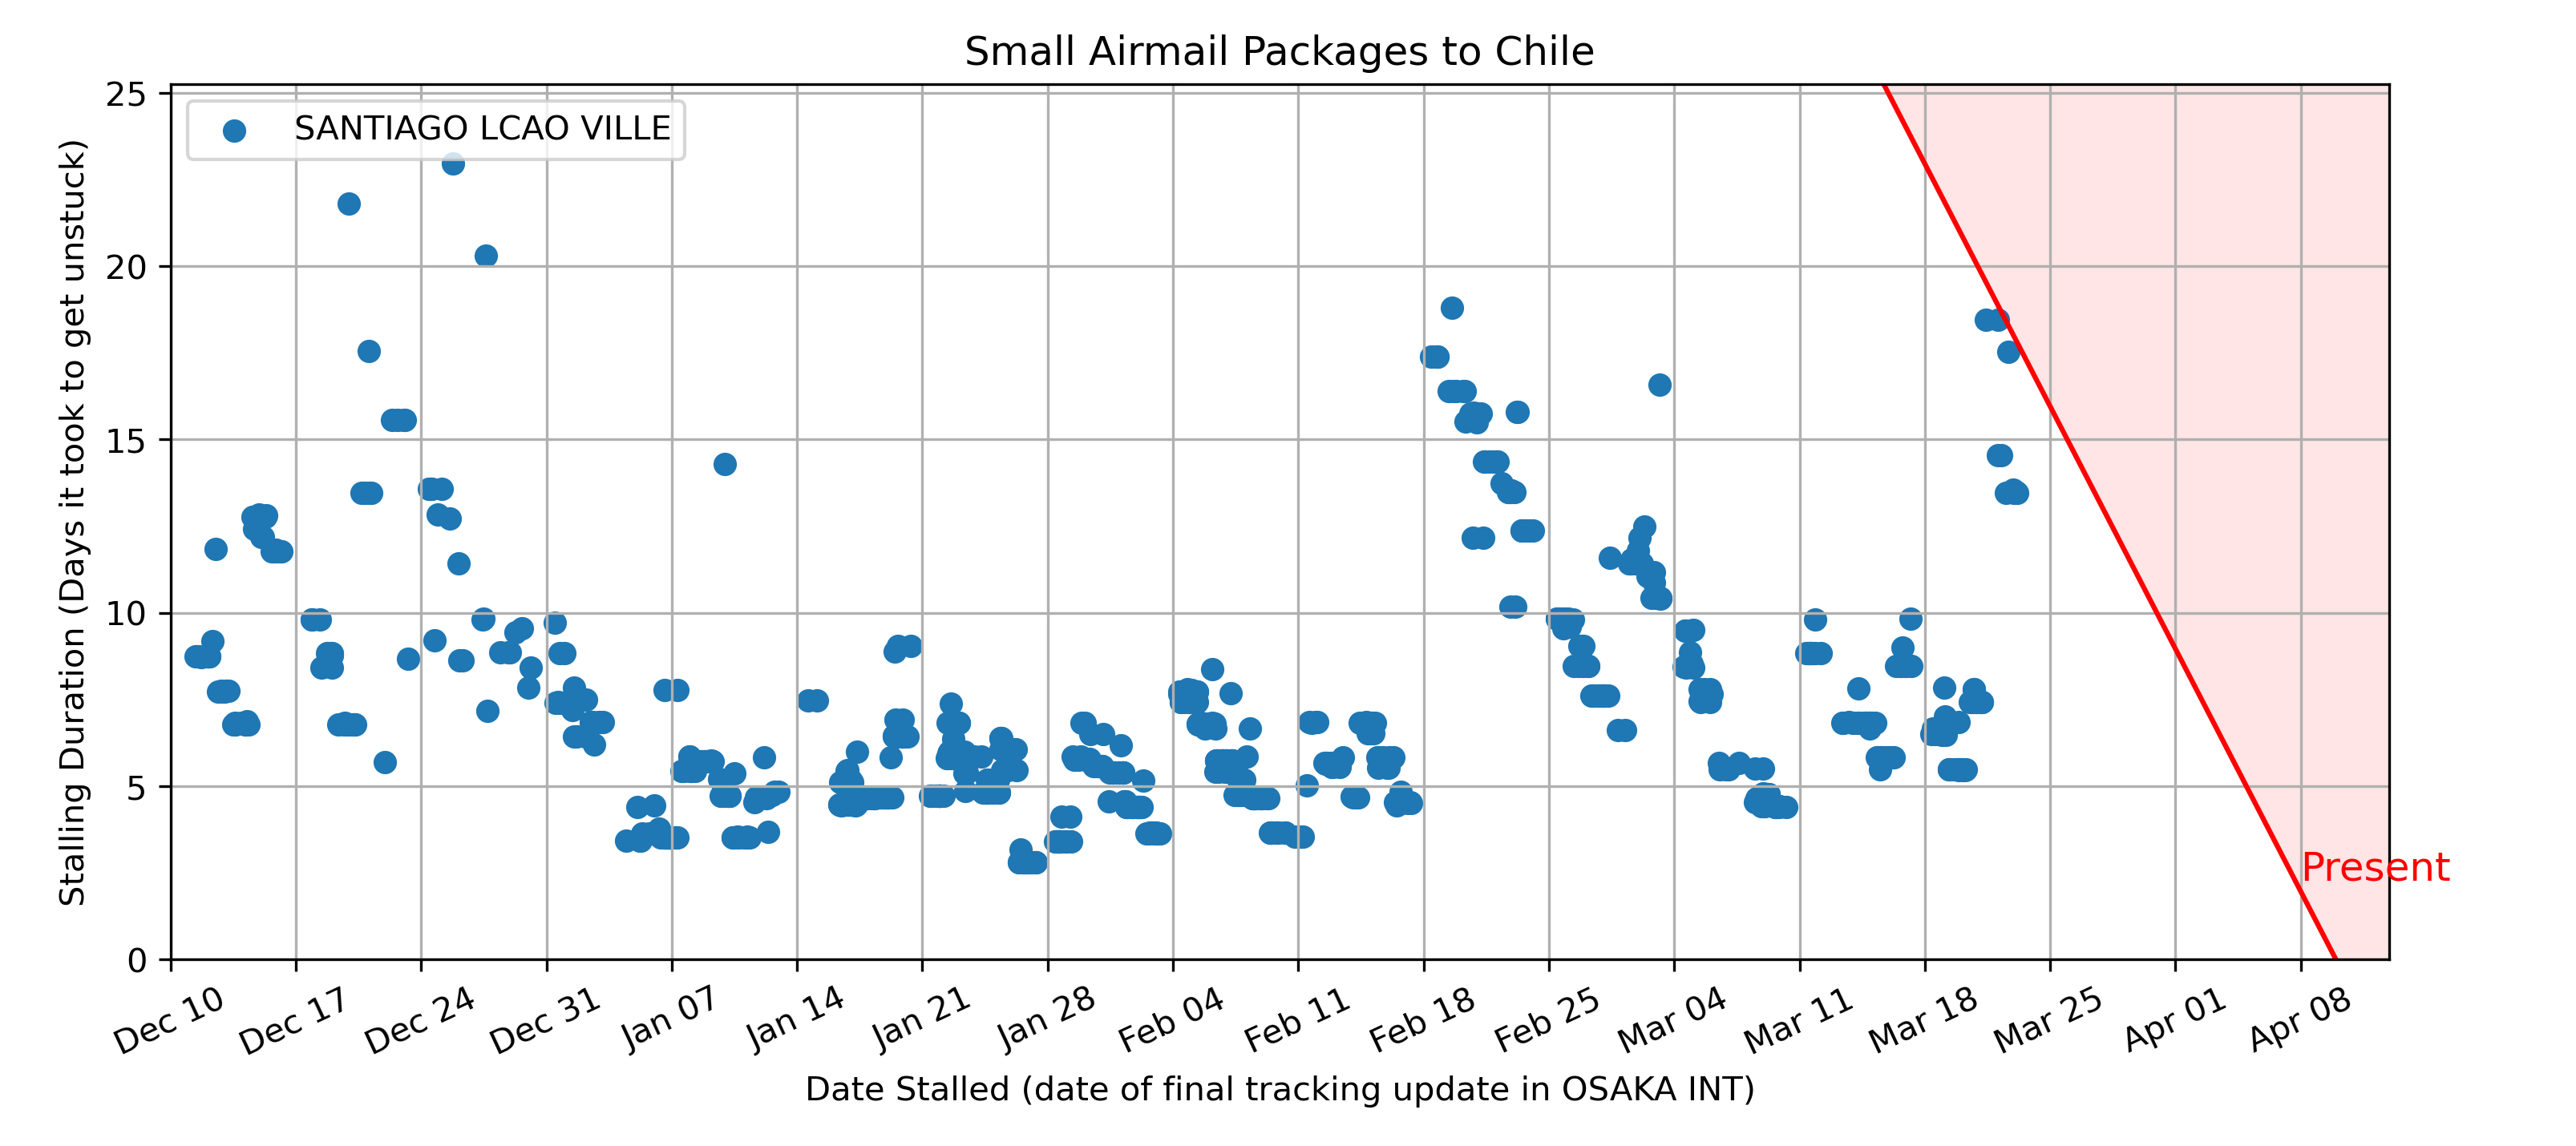 Small Airmail Packages to Chile
SANTIAGO LCAO VILLE
Stalling Duration (Days it took to get unstuck)
25
20
15
10
5
0
Present
Dec 10
Dec 17
Dec 24
Dec 31
Jan 07
Jan 14
Jan 21
Jan 28
Feb 04
Feb 11
Feb 18
Feb 25
Mar 04
Mar 11
Mar 18
Mar 25
Apr 01
Apr 08
Date Stalled (date of final tracking update in OSAKA INT)